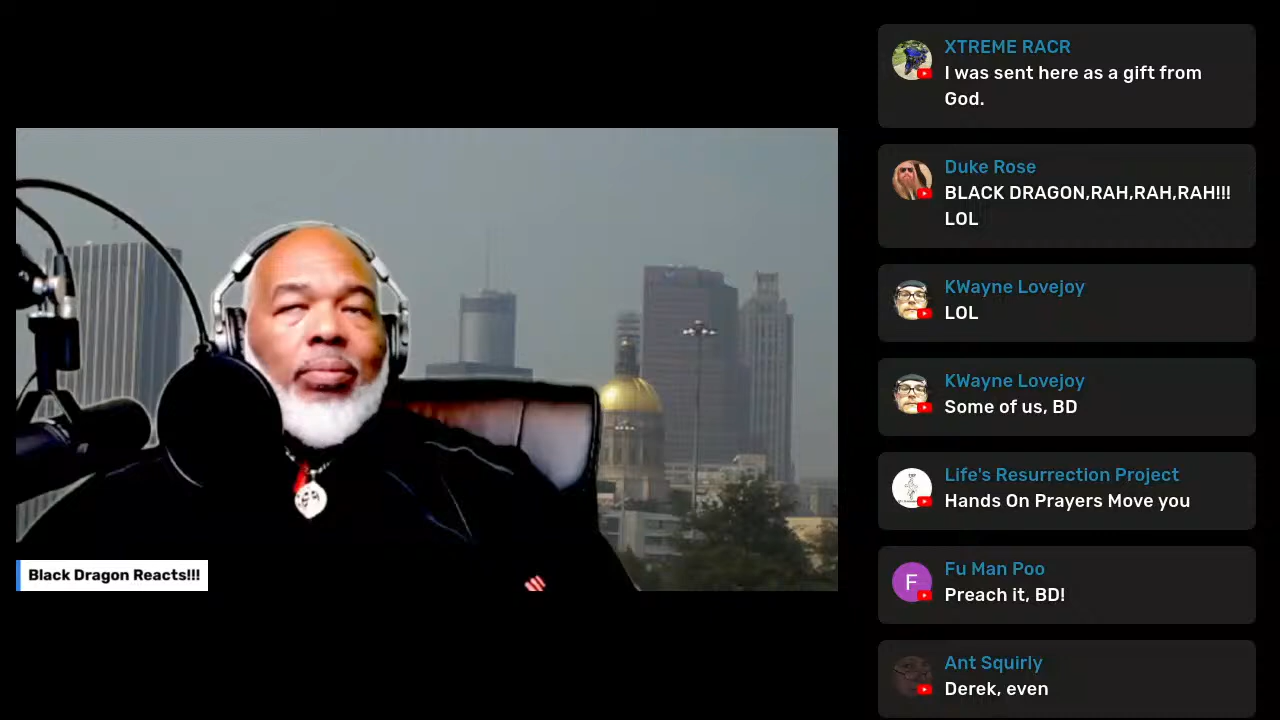 XTREME RACR
I was sent here as a gift from
God.
Duke Rose
BLACK DRAGON,RAH,RAH,RAH!!!
LOL
KWayne Lovejoy
LOL
KWayne Lovejoy
Some of us, BD
Life's Resurrection Project
Hands On Prayers Move you
F
Fu Man Poo
Preach it, BD!
Ant Squirly
Derek, even
Black Dragon Reacts!!!